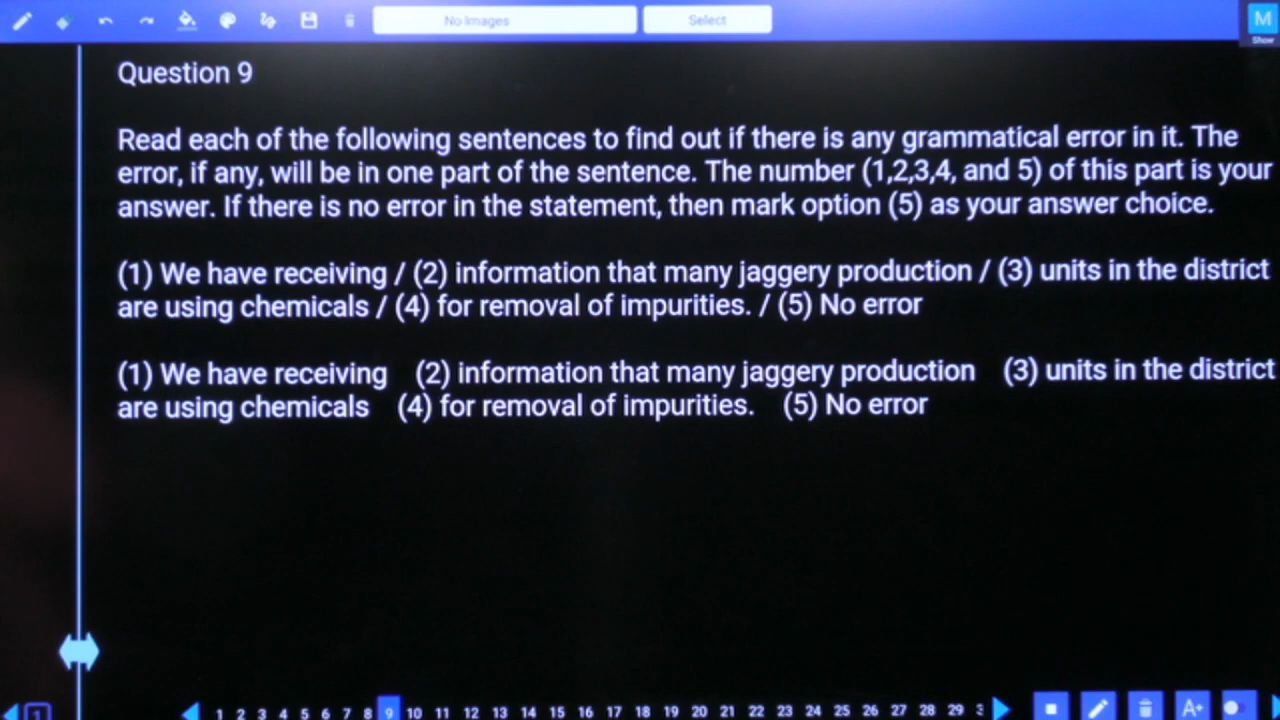 No Images
Select
M
Show
Question 9
Read each of the following sentences to find out if there is any grammatical error in it. The
error, if any, will be in one part of the sentence. The number (1,2,3,4, and 5) of this part is your
answer. If there is no error in the statement, then mark option (5) as your answer choice.
(1) We have receiving / (2) information that many jaggery production / (3) units in the district
are using chemicals / (4) for removal of impurities. / (5) No error
(1) We have receiving (2) information that many jaggery production (3) units in the district
are using chemicals (4) for removal of impurities. (5) No error
1
1 2 3 4 5 6 7 8 9 10 11 12 13 14 15 16 17 18 19 20 21 22 23 24 25 26 27 28 29
A+